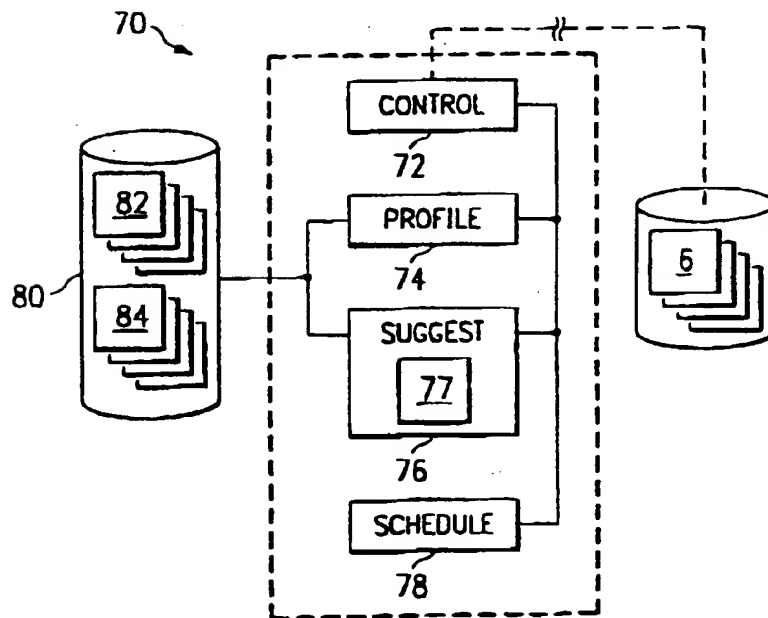 70
CONTROL
72
82
PROFILE
74
6
80
84
SUGGEST
77
76
SCHEDULE
78